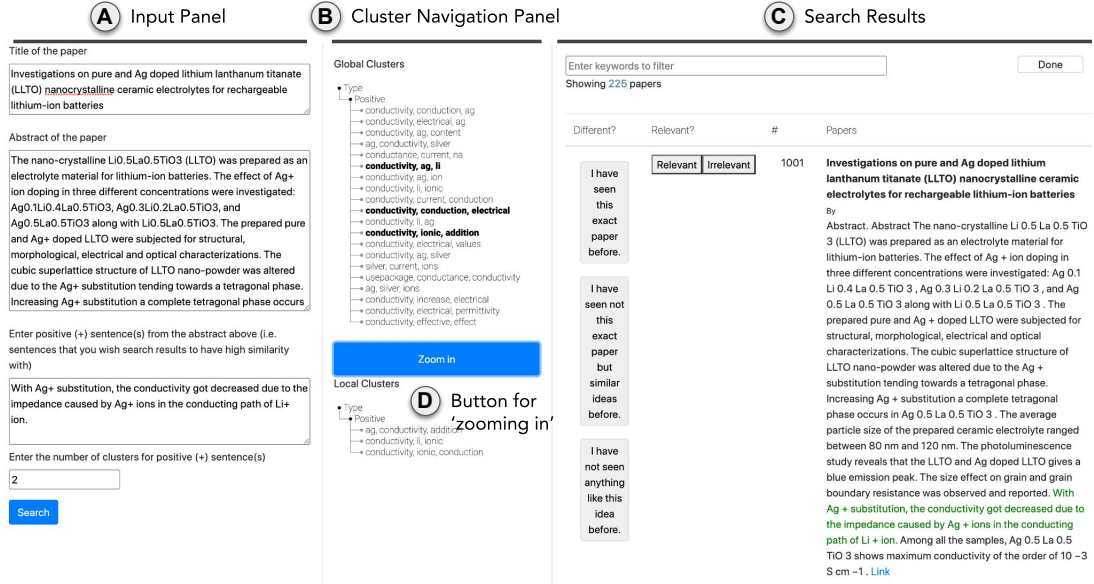 A Input Panel
B Cluster Navigation Panel
C Search Results
Title of the paper
Investigations on pure and Ag doped lithium lanthanum titanate
(LLTO) nanocrystalline ceramic electrolytes for rechargeable
lithium-ion batteries
Abstract of the paper
The nano-crystalline Li0.5La0.5TiO3 (LLTO) was prepared as an
electrolyte material for lithium-ion batteries. The effect of Ag+
ion doping in three different concentrations were investigated:
Ag0.1Li0.4La0.5TiO3, Ag0.3Li0.2La0.5TiO3, and
Ag0.5La0.5TiO3 along with Li0.5La0.5TiO3. The prepared pure
and Ag+ doped LLTO were subjected for structural,
morphological, electrical and optical characterizations. The
cubic superlattice structure of LLTO nano-powder was altered
due to the Ag+ substitution tending towards a tetragonal phase.
Increasing Ag+ substitution a complete tetragonal phase occurs
Enter positive (+) sentence(s) from the abstract above (i.e.
sentences that you wish search results to have high similarity
with)
With Ag+ substitution, the conductivity got decreased due to the
impedance caused by Ag+ ions in the conducting path of Li+
ion.
Enter the number of clusters for positive (+) sentence(s)
2
Search
Global Clusters
Type
Positive
conductivity, conduction, ag
conductivity, electrical, ag
conductivity, ag, content
ag, conductivity, silver
conductance, current, na
conductivity, ag, li
conductivity, ag, ion
conductivity, li, ionic
conductivity, current, conduction
conductivity, conduction, electrical
conductivity, li, ag
conductivity, ionic, addition
conductivity, electrical, values
conductivity, ag, silver
silver, current, ions
usepackage, conductance, conductivity
ag, silver, ions
conductivity, increase, electrical
conductivity, electrical, permittivity
conductivity, effective, effect
Zoom in
Local Clusters
D Button for
'zooming in'
Type
Positive
ag, conductivity, addition
conductivity, li, ionic
conductivity, ionic, conduction
Enter keywords to filter
Done
Showing 225 papers
Different? Relevant? # Papers
I have
seen
this
exact
paper
before.
I have
seen not
this
exact
paper
but
similar
ideas
before.
I have
not seen
anything
like this
idea
before.
Relevant Irrelevant
1001
Investigations on pure and Ag doped lithium
lanthanum titanate (LLTO) nanocrystalline ceramic
electrolytes for rechargeable lithium-ion batteries
By
Abstract. Abstract The nano-crystalline Li 0.5 La 0.5 TiO
3 (LLTO) was prepared as an electrolyte material for
lithium-ion batteries. The effect of Ag + ion doping in
three different concentrations were investigated: Ag 0.1
Li 0.4 La 0.5 TiO 3 , Ag 0.3 Li 0.2 La 0.5 TiO 3 , and Ag
0.5 La 0.5 TiO 3 along with Li 0.5 La 0.5 TiO 3 . The
prepared pure and Ag + doped LLTO were subjected for
structural, morphological, electrical and optical
characterizations. The cubic superlattice structure of
LLTO nano-powder was altered due to the Ag +
substitution tending towards a tetragonal phase.
Increasing Ag + substitution a complete tetragonal
phase occurs in Ag 0.5 La 0.5 TiO 3 . The average
particle size of the prepared ceramic electrolyte ranged
between 80 nm and 120 nm. The photoluminescence
study reveals that the LLTO and Ag doped LLTO gives a
blue emission peak. The size effect on grain and grain
boundary resistance was observed and reported. With
Ag + substitution, the conductivity got decreased due to
the impedance caused by Ag + ions in the conducting
path of Li + ion. Among all the samples, Ag 0.5 La 0.5
TiO 3 shows maximum conductivity of the order of 10 −3
S cm −1 . Link